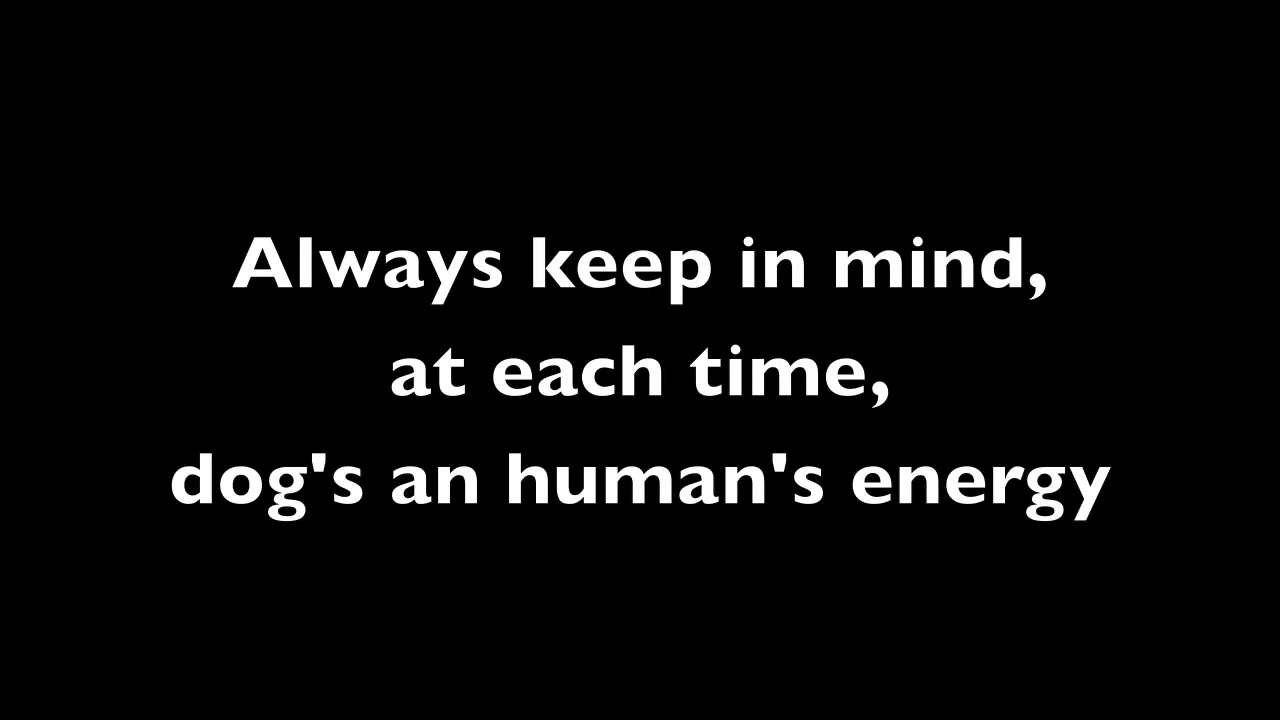 Always keep in mind,
at each time,
dog's an human's energy